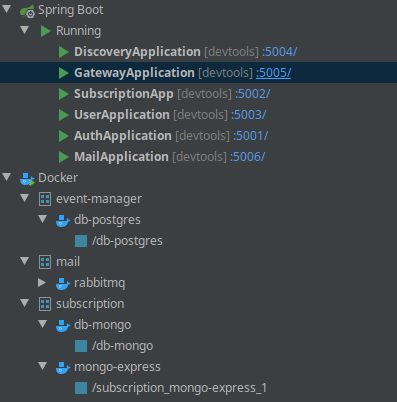 Spring Boot
Running
DiscoveryApplication [devtools] :5004/
GatewayApplication [devtools] :5005/
SubscriptionApp [devtools] :5002/
UserApplication [devtools] :5003/
AuthApplication [devtools] :5001/
MailApplication [devtools] :5006/
Docker
event-manager
db-postgres
/db-postgres
mail
rabbitmq
subscription
db-mongo
/db-mongo
mongo-express
/subscription_mongo-express_1